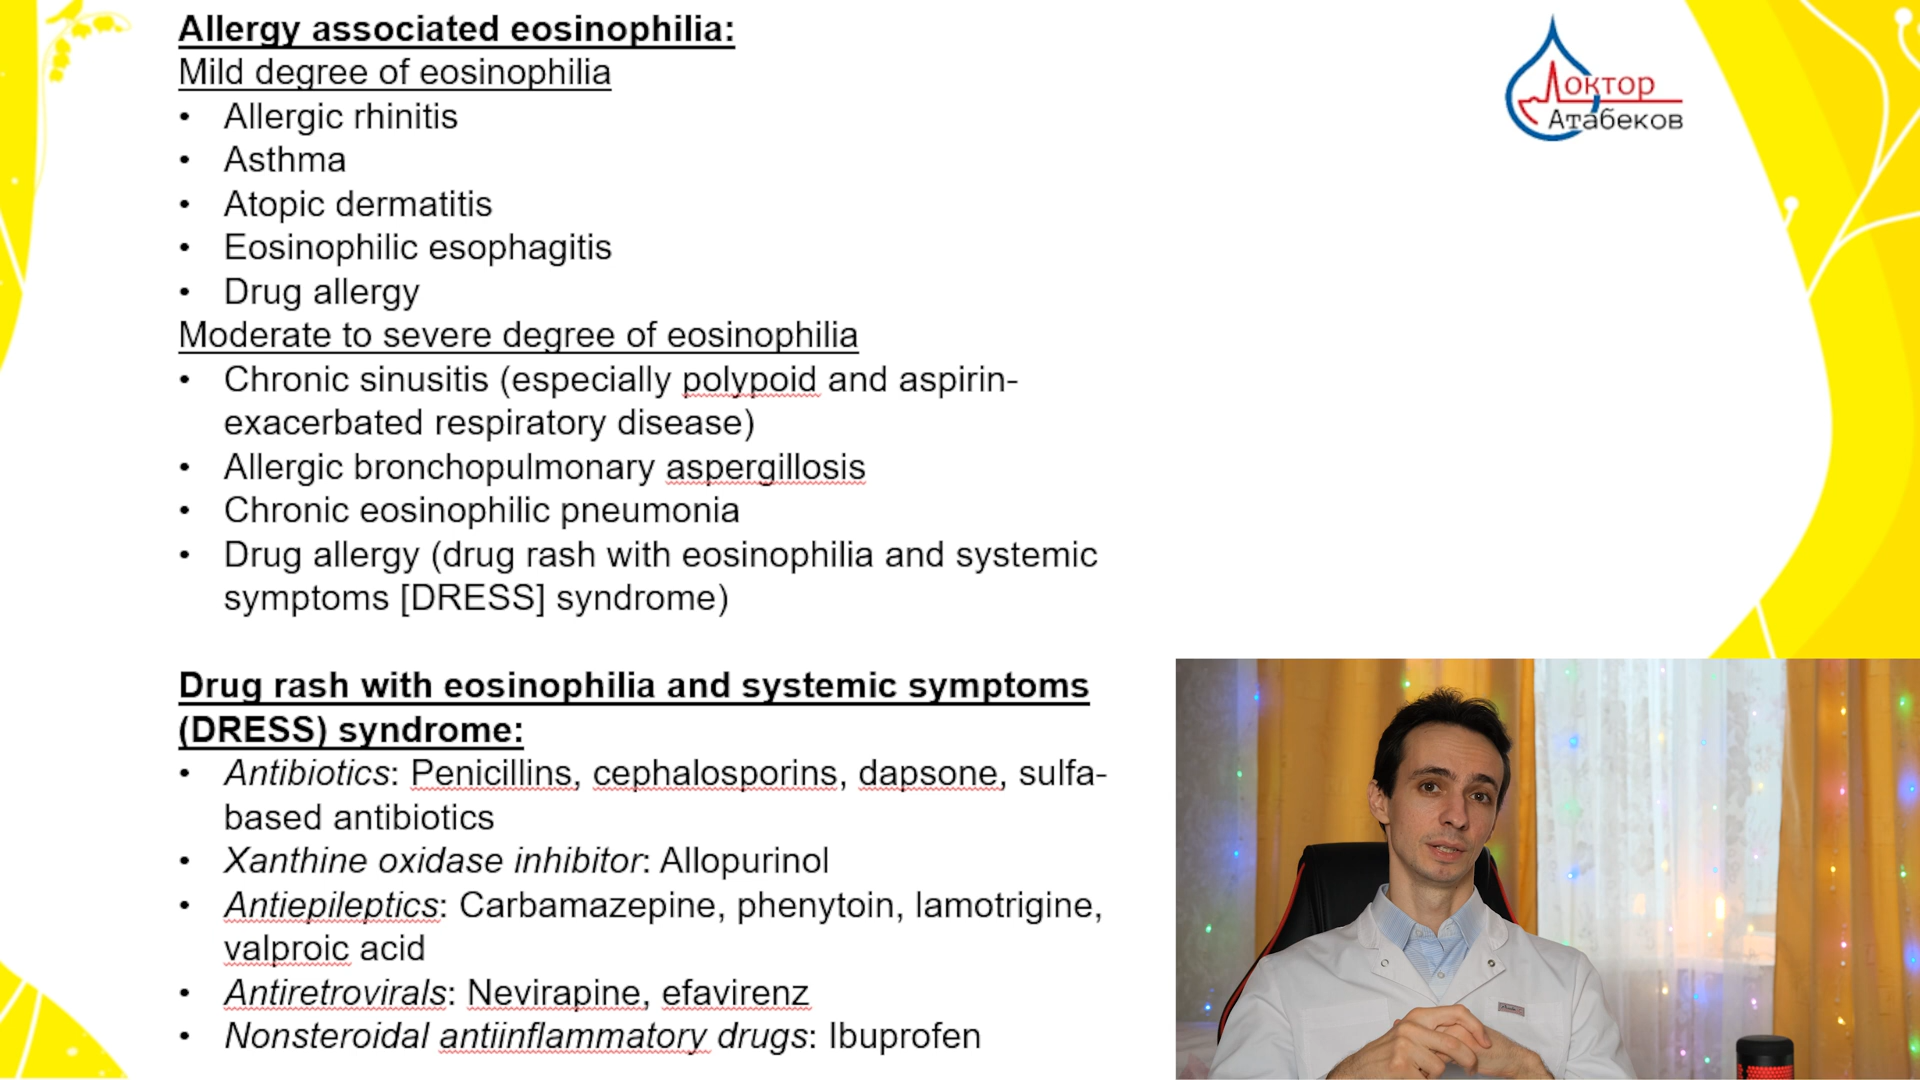 Allergy associated eosinophilia:
Mild degree of eosinophilia
• Allergic rhinitis
• Asthma
• Atopic dermatitis
• Eosinophilic esophagitis
• Drug allergy
Moderate to severe degree of eosinophilia
• Chronic sinusitis (especially polypoid and aspirin-
exacerbated respiratory disease)
• Allergic bronchopulmonary aspergillosis
• Chronic eosinophilic pneumonia
• Drug allergy (drug rash with eosinophilia and systemic
symptoms [DRESS] syndrome)
Drug rash with eosinophilia and systemic symptoms
(DRESS) syndrome:
• Antibiotics: Penicillins, cephalosporins, dapsone, sulfa-
based antibiotics
• Xanthine oxidase inhibitor: Allopurinol
• Antiepileptics: Carbamazepine, phenytoin, lamotrigine,
valproic acid
• Antiretrovirals: Nevirapine, efavirenz
• Nonsteroidal antiinflammatory drugs: Ibuprofen
Доктор
Атабеков